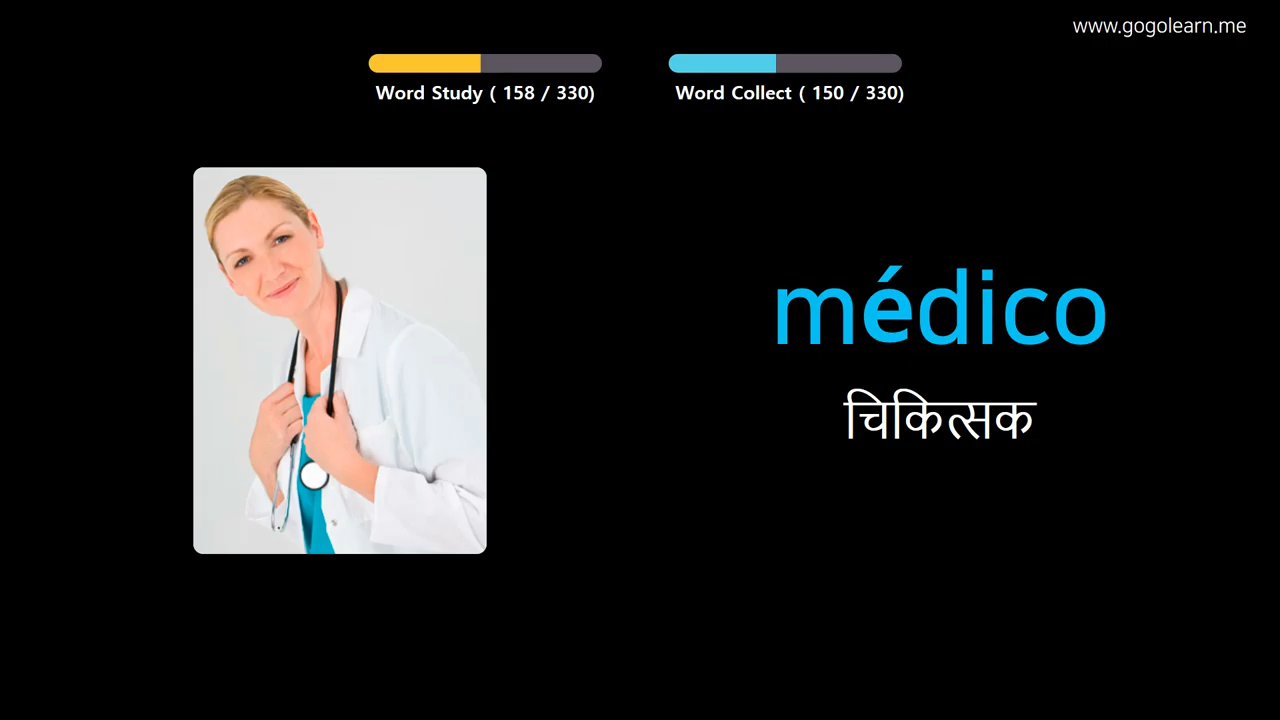 www.gogolearn.me
Word Study ( 158 / 330)
Word Collect ( 150 / 330)
médico
चिकित्सक